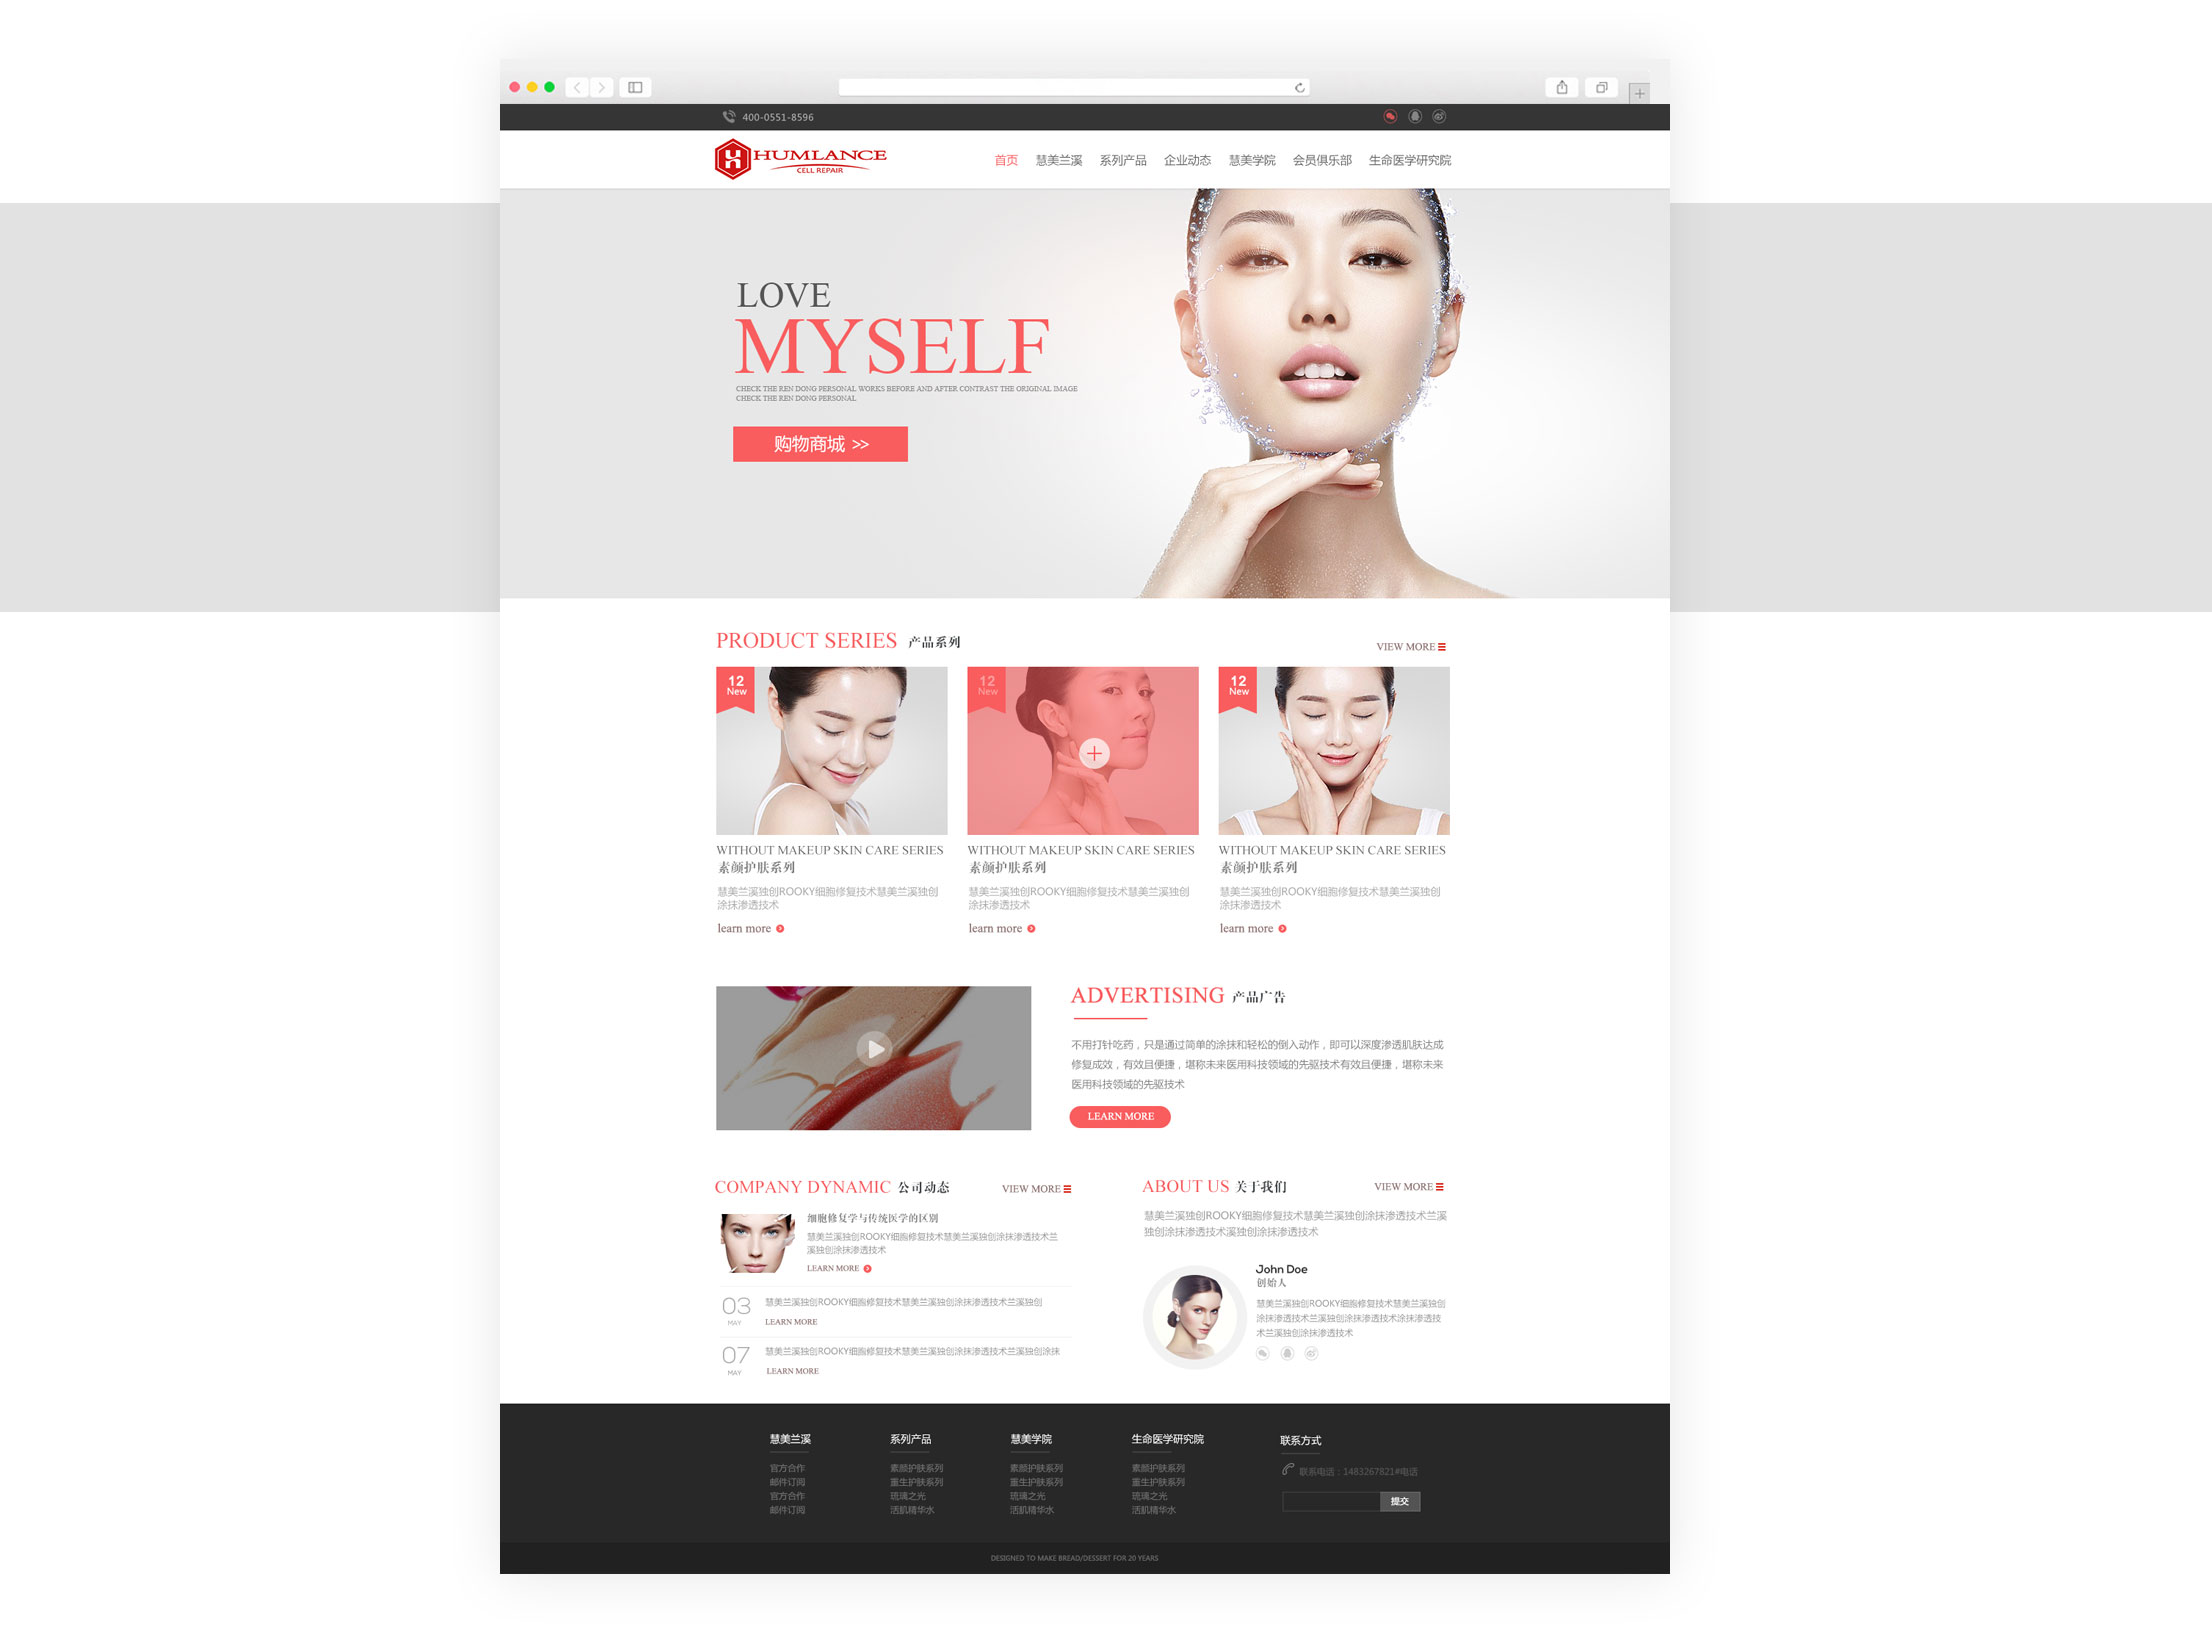 400-0551-8596
HUMLANCE
CELL REPAIR
首页 慧美兰溪 系列产品 企业动态 慧美学院 会员俱乐部 生命医学研究院
LOVE
MYSELF
CHECK THE REN DONG PERSONAL WORKS BEFORE AND AFTER CONTRAST THE ORIGINAL IMAGE
CHECK THE REN DONG PERSONAL
购物商城 >>
PRODUCT SERIES 产品系列
VIEW MORE
12
New
12
New
12
New
WITHOUT MAKEUP SKIN CARE SERIES
素颜护肤系列
慧美兰溪独创ROOKY细胞修复技术慧美兰溪独创
涂抹渗透技术
learn more
WITHOUT MAKEUP SKIN CARE SERIES
素颜护肤系列
慧美兰溪独创ROOKY细胞修复技术慧美兰溪独创
涂抹渗透技术
learn more
WITHOUT MAKEUP SKIN CARE SERIES
素颜护肤系列
慧美兰溪独创ROOKY细胞修复技术慧美兰溪独创
涂抹渗透技术
learn more
ADVERTISING 产品广告
不用打针吃药，只是通过简单的涂抹和轻松的倒入动作，即可以深度渗透肌肤达成
修复成效，有效且便捷，堪称未来医用科技领域的先驱技术有效且便捷，堪称未来
医用科技领域的先驱技术
LEARN MORE
COMPANY DYNAMIC 公司动态
VIEW MORE
细胞修复学与传统医学的区别
慧美兰溪独创ROOKY细胞修复技术慧美兰溪独创涂抹渗透技术兰
溪独创涂抹渗透技术
LEARN MORE
03
MAY
慧美兰溪独创ROOKY细胞修复技术慧美兰溪独创涂抹渗透技术兰溪独创
LEARN MORE
07
MAY
慧美兰溪独创ROOKY细胞修复技术慧美兰溪独创涂抹渗透技术兰溪独创涂抹
LEARN MORE
ABOUT US 关于我们
VIEW MORE
慧美兰溪独创ROOKY细胞修复技术慧美兰溪独创涂抹渗透技术兰溪
独创涂抹渗透技术溪独创涂抹渗透技术
John Doe
创始人
慧美兰溪独创ROOKY细胞修复技术慧美兰溪独创
涂抹渗透技术兰溪独创涂抹渗透技术涂抹渗透技
术兰溪独创涂抹渗透技术
慧美兰溪
官方合作
邮件订阅
官方合作
邮件订阅
系列产品
素颜护肤系列
重生护肤系列
琉璃之光
活肌精华水
慧美学院
素颜护肤系列
重生护肤系列
琉璃之光
活肌精华水
生命医学研究院
素颜护肤系列
重生护肤系列
琉璃之光
活肌精华水
联系方式
联系电话：1483267821#电话
提交
DESIGNED TO MAKE BREAD/DESSERT FOR 20 YEARS